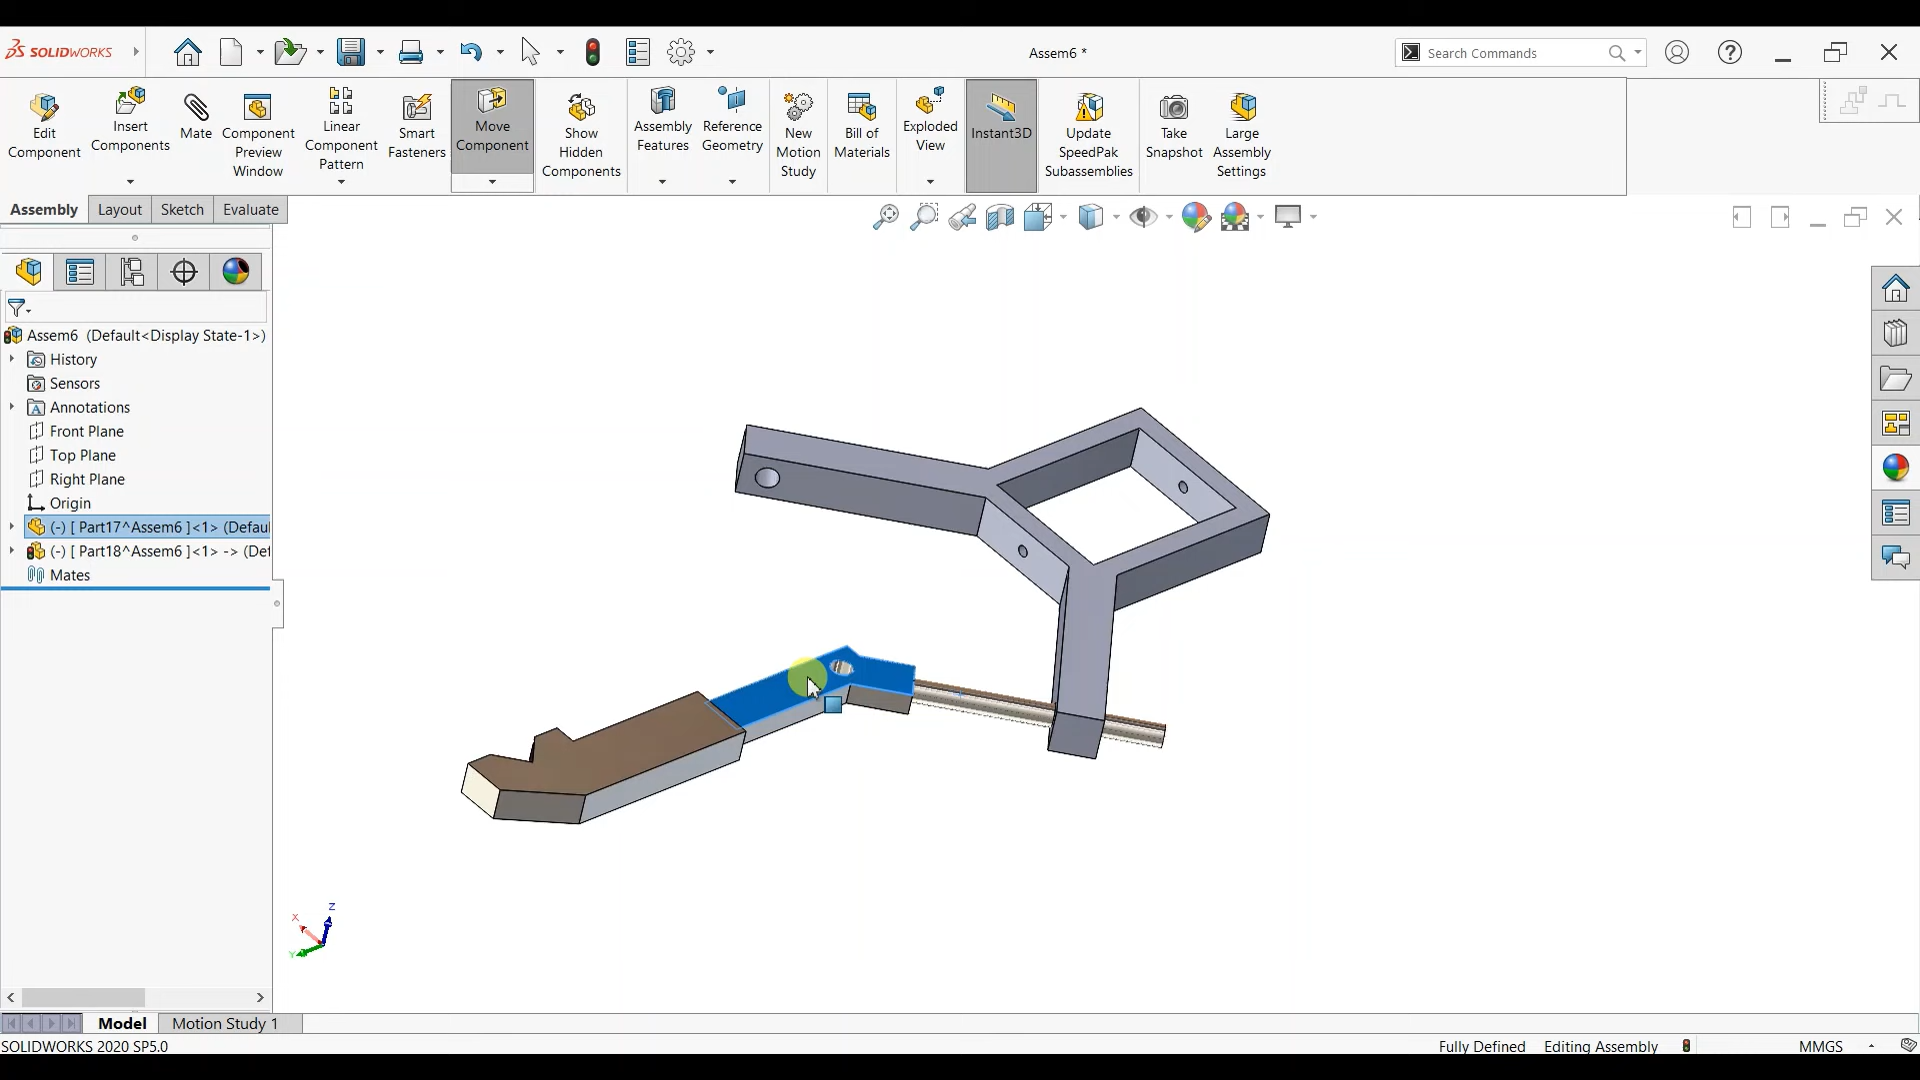 SOLIDWORKS
Assem6 *
Search Commands
Edit Component
Insert Components
Mate
Component Preview Window
Linear Component Pattern
Smart Fasteners
Move Component
Show Hidden Components
Assembly Features
Reference Geometry
New Motion Study
Bill of Materials
Exploded View
Instant3D
Update SpeedPak Subassemblies
Take Snapshot
Large Assembly Settings
Assembly
Layout
Sketch
Evaluate
Assem6 (Default<Display State-1>)
History
Sensors
Annotations
Front Plane
Top Plane
Right Plane
Origin
(-) [ Part17^Assem6 ]<1> (Defaul
(-) [ Part18^Assem6 ]<1> -> (Def
Mates
Z
X
Y
Model
Motion Study 1
SOLIDWORKS 2020 SP5.0
Fully Defined
Editing Assembly
MMGS